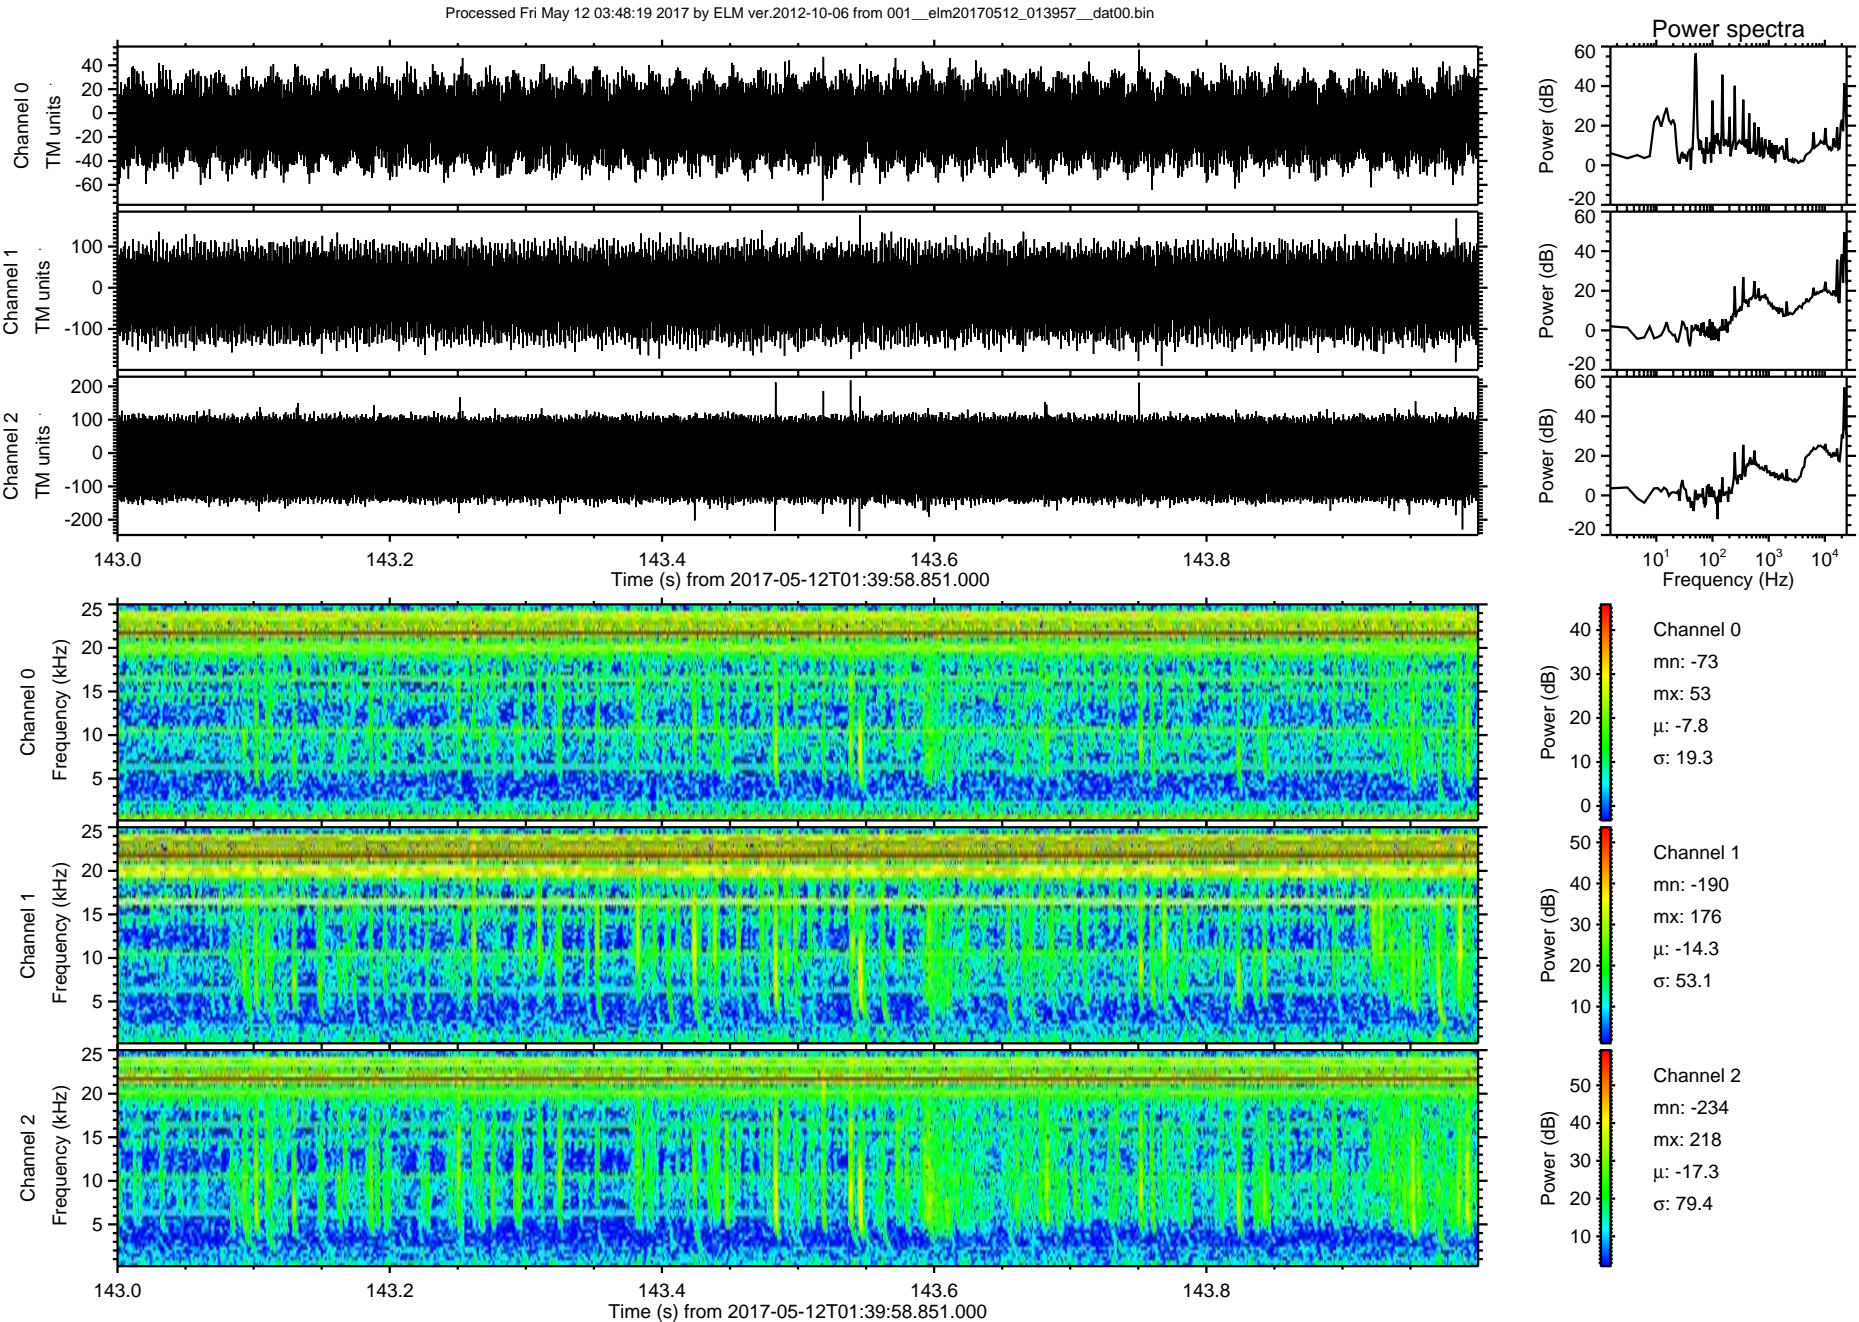 Processed Fri May 12 03:48:19 2017 by ELM ver.2012-10-06 from 001__elm20170512_013957__dat00.bin
Power spectra
Channel 0
TM units
40
20
0
-20
-40
-60
Power (dB)
60
40
20
0
-20
Channel 1
TM units
100
0
-100
Power (dB)
60
40
20
0
-20
Channel 2
TM units
200
100
0
-100
-200
Power (dB)
60
40
20
0
-20
143.0 143.2 143.4 143.6 143.8
Time (s) from 2017-05-12T01:39:58.851.000
10¹ 10² 10³ 10⁴
Frequency (Hz)
Channel 0
Frequency (kHz)
25
20
15
10
5
Power (dB)
40
30
20
10
0
Channel 0
mn: -73
mx: 53
μ: -7.8
σ: 19.3
Channel 1
Frequency (kHz)
25
20
15
10
5
Power (dB)
50
40
30
20
10
Channel 1
mn: -190
mx: 176
μ: -14.3
σ: 53.1
Channel 2
Frequency (kHz)
25
20
15
10
5
Power (dB)
50
40
30
20
10
Channel 2
mn: -234
mx: 218
μ: -17.3
σ: 79.4
143.0 143.2 143.4 143.6 143.8
Time (s) from 2017-05-12T01:39:58.851.000